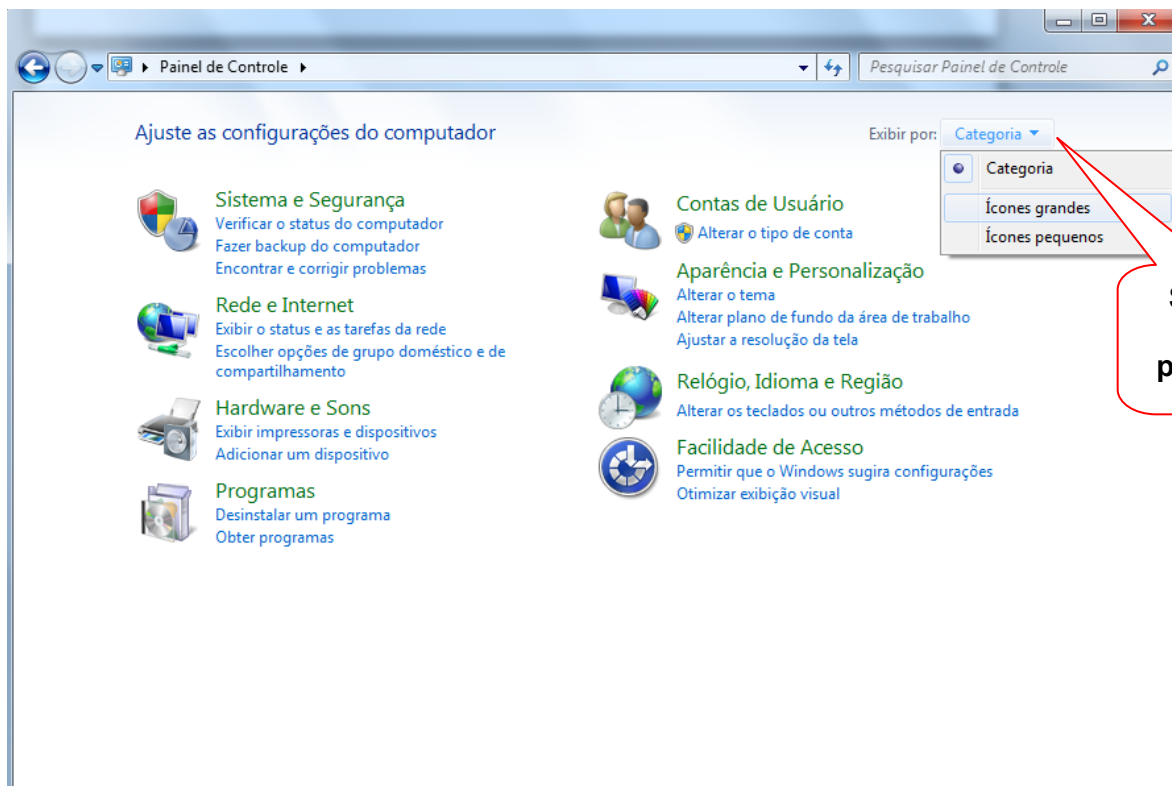 Painel de Controle
Pesquisar Painel de Controle
Ajuste as configurações do computador
Exibir por: Categoria
Categoria
Ícones grandes
Ícones pequenos
Sistema e Segurança
Verificar o status do computador
Fazer backup do computador
Encontrar e corrigir problemas
Rede e Internet
Exibir o status e as tarefas da rede
Escolher opções de grupo doméstico e de
compartilhamento
Hardware e Sons
Exibir impressoras e dispositivos
Adicionar um dispositivo
Programas
Desinstalar um programa
Obter programas
Contas de Usuário
Alterar o tipo de conta
Aparência e Personalização
Alterar o tema
Alterar plano de fundo da área de trabalho
Ajustar a resolução da tela
Relógio, Idioma e Região
Alterar os teclados ou outros métodos de entrada
Facilidade de Acesso
Permitir que o Windows sugira configurações
Otimizar exibição visual
p